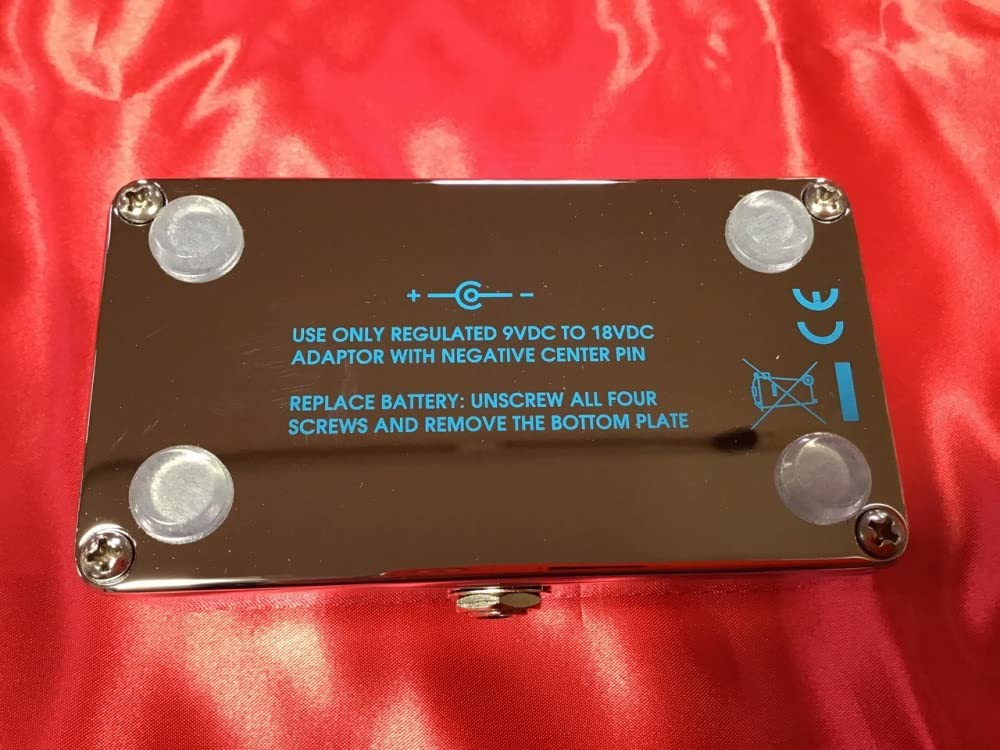 + -
USE ONLY REGULATED 9VDC TO 18VDC
ADAPTOR WITH NEGATIVE CENTER PIN
REPLACE BATTERY: UNSCREW ALL FOUR
SCREWS AND REMOVE THE BOTTOM PLATE
CE